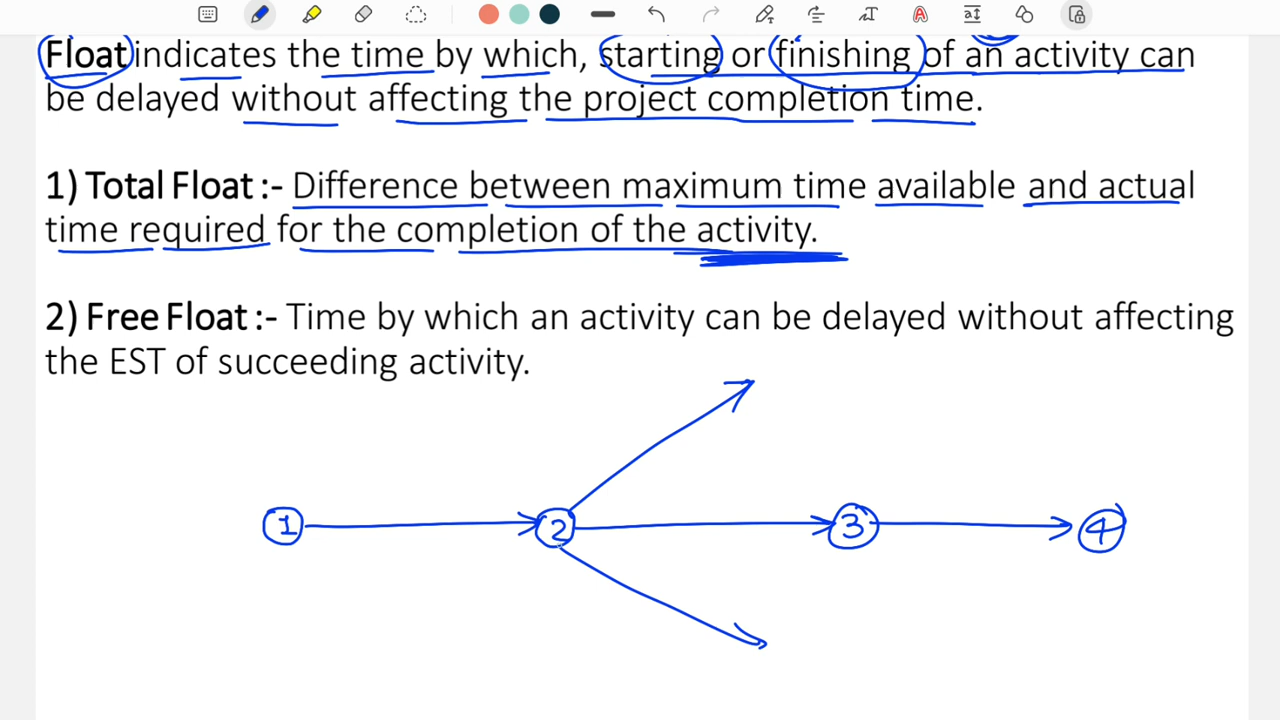 Float indicates the time by which, starting or finishing of an activity can
be delayed without affecting the project completion time.
1) Total Float :- Difference between maximum time available and actual
time required for the completion of the activity.
2) Free Float :- Time by which an activity can be delayed without affecting
the EST of succeeding activity.
1 2 3 4